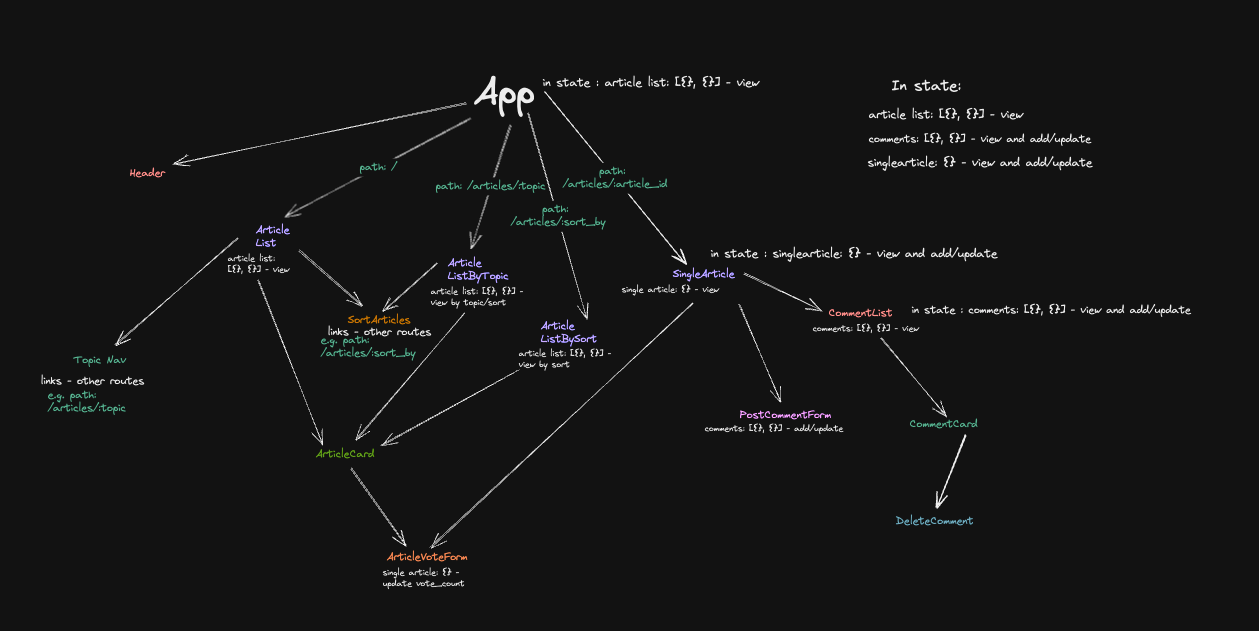 App
in state : article list: [{}, {}] - view
In state:
article list: [{}, {}] - view
comments: [{}, {}] - view and add/update
singlearticle: {} - view and add/update
Header
path: /
path: /articles/topic
path:
/articles/:sort_by
path:
/articles/:article_id
Article
List
article list:
[{}, {}] - view
Article
ListByTopic
article list: [{}, {}] -
view by topic/sort
in state : singlearticle: {} - view and add/update
SingleArticle
single article: {} - view
SortArticles
links - other routes
e.g. path:
/articles/:sort_by
Article
ListBySort
article list: [{}, {}] -
view by sort
CommentList
in state : comments: [{}, {}] - view and add/update
comments: [{}, {}] - view
Topic Nav
links - other routes
e.g. path:
/articles/:topic
PostCommentForm
comments: [{}, {}] - add/update
CommentCard
ArticleCard
DeleteComment
ArticleVoteForm
single article: {} -
update vote_count